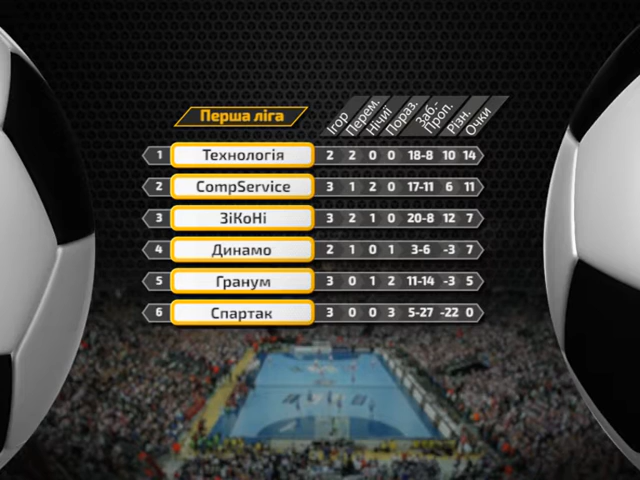 Перша ліга
Ігор Перем. Нічиї Пораз. Заб.-Проп. Різн. Очки
1 Технологія 2 2 0 0 18-8 10 14
2 CompService 3 1 2 0 17-11 6 11
3 ЗіКоНі 3 2 1 0 20-8 12 7
4 Динамо 2 1 0 1 3-6 -3 7
5 Гранум 3 0 1 2 11-14 -3 5
6 Спартак 3 0 0 3 5-27 -22 0